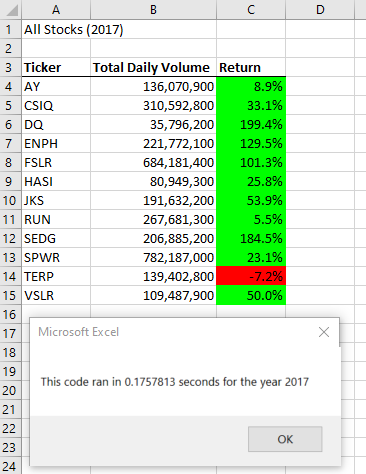 A B C D
1 All Stocks (2017)
2
3 Ticker Total Daily Volume Return
4 AY 136,070,900 8.9%
5 CSIQ 310,592,800 33.1%
6 DQ 35,796,200 199.4%
7 ENPH 221,772,100 129.5%
8 FSLR 684,181,400 101.3%
9 HASI 80,949,300 25.8%
10 JKS 191,632,200 53.9%
11 RUN 267,681,300 5.5%
12 SEDG 206,885,200 184.5%
13 SPWR 782,187,000 23.1%
14 TERP 139,402,800 -7.2%
15 VSLR 109,487,900 50.0%
16
17 Microsoft Excel
18
19
20 This code ran in 0.1757813 seconds for the year 2017
21
22
23 OK
24